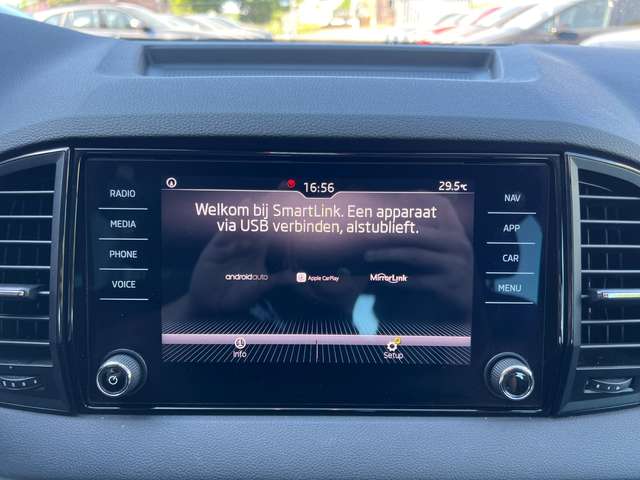 16:56
29.5°C
Welkom bij SmartLink. Een apparaat
via USB verbinden, alstublieft.
androidauto
Apple CarPlay
MirrorLink
Info
Setup
RADIO
MEDIA
PHONE
VOICE
NAV
APP
CAR
MENU